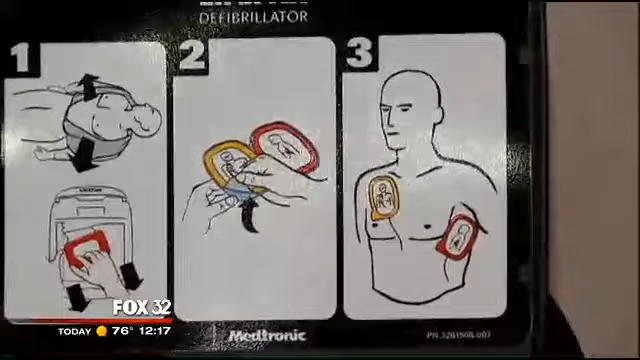 DEFIBRILLATOR
1
2
3
FOX 32
TODAY 76° 12:17
Medtronic